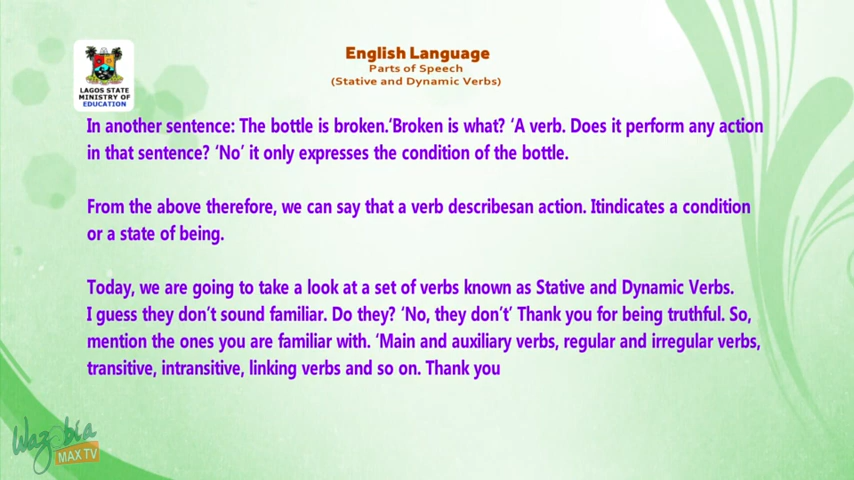 English Language
Parts of Speech
(Stative and Dynamic Verbs)
LAGOS STATE
MINISTRY OF
EDUCATION
In another sentence: The bottle is broken.‘Broken is what? ‘A verb. Does it perform any action
in that sentence? ‘No’ it only expresses the condition of the bottle.
From the above therefore, we can say that a verb describesan action. Itindicates a condition
or a state of being.
Today, we are going to take a look at a set of verbs known as Stative and Dynamic Verbs.
I guess they don’t sound familiar. Do they? ‘No, they don’t’ Thank you for being truthful. So,
mention the ones you are familiar with. ‘Main and auxiliary verbs, regular and irregular verbs,
transitive, intransitive, linking verbs and so on. Thank you
Wazobia
MAX TV